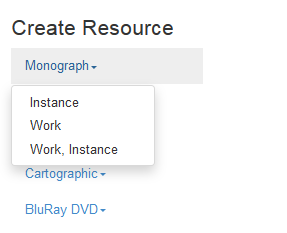 Create Resource
Monograph
Instance
Work
Work, Instance
Cartographic
BluRay DVD